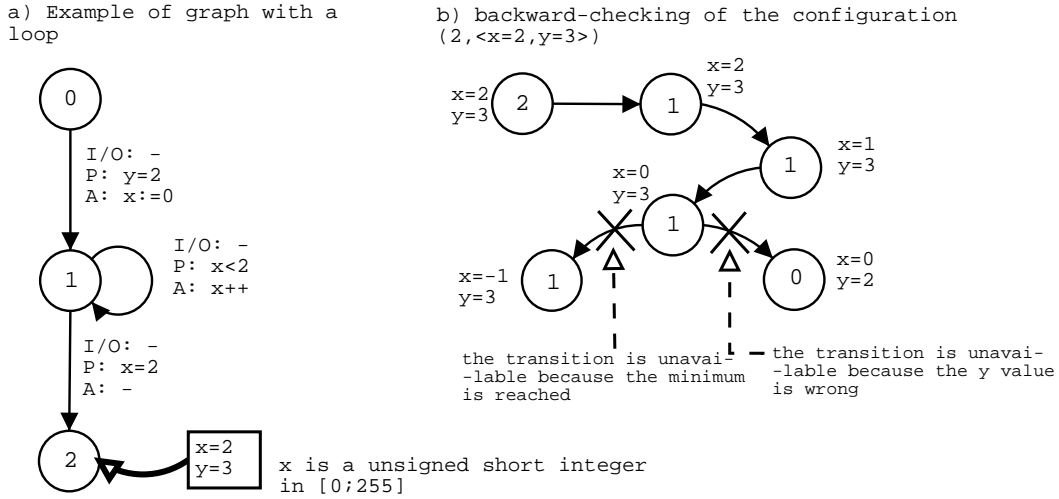 a) Example of graph with a
loop
0
I/O: -
P: y=2
A: x:=0
1
I/O: -
P: x<2
A: x++
I/O: -
P: x=2
A: -
2
x=2
y=3
x is a unsigned short integer
in [0;255]
b) backward-checking of the configuration
(2,<x=2,y=3>)
x=2
y=3
2
1
x=2
y=3
1
x=1
y=3
x=0
y=3
1
x=-1
y=3
1
0
x=0
y=2
the transition is unavai-
-lable because the minimum
is reached
the transition is unavai-
-lable because the y value
is wrong